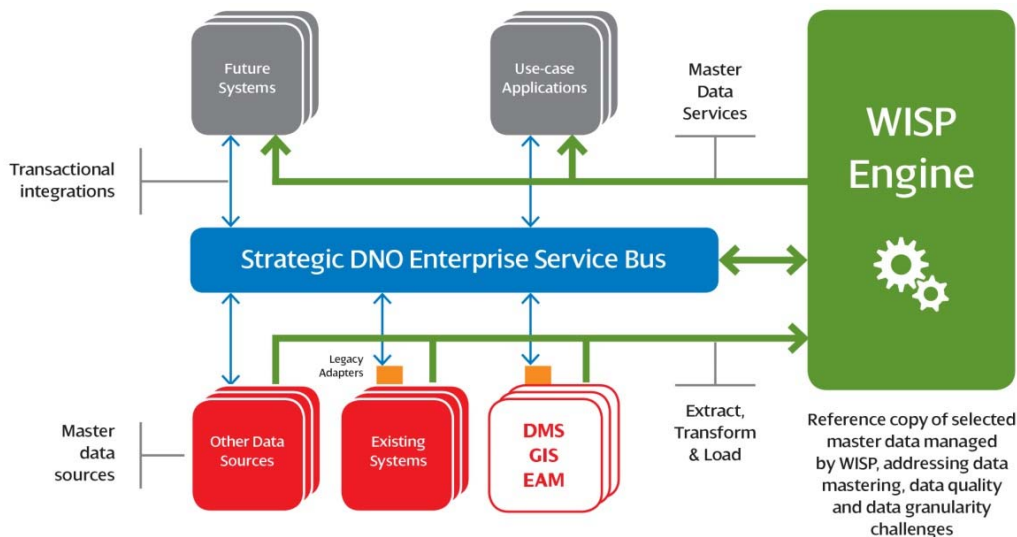 Future
Systems
Use-case
Applications
Master
Data
Services
WISP
Engine
Transactional
integrations
Strategic DNO Enterprise Service Bus
Legacy
Adapters
Master
data
sources
Other Data
Sources
Existing
Systems
DMS
GIS
EAM
Extract,
Transform
& Load
Reference copy of selected
master data managed
by WISP, addressing data
mastering, data quality
and data granularity
challenges